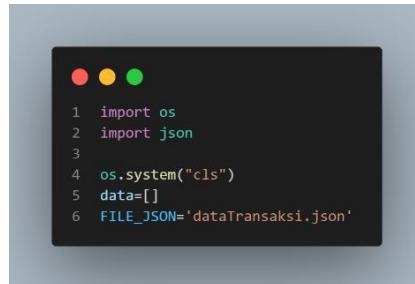 1 import os
2 import json
3
4 os.system("cls")
5 data=[]
6 FILE_JSON='dataTransaksi.json'